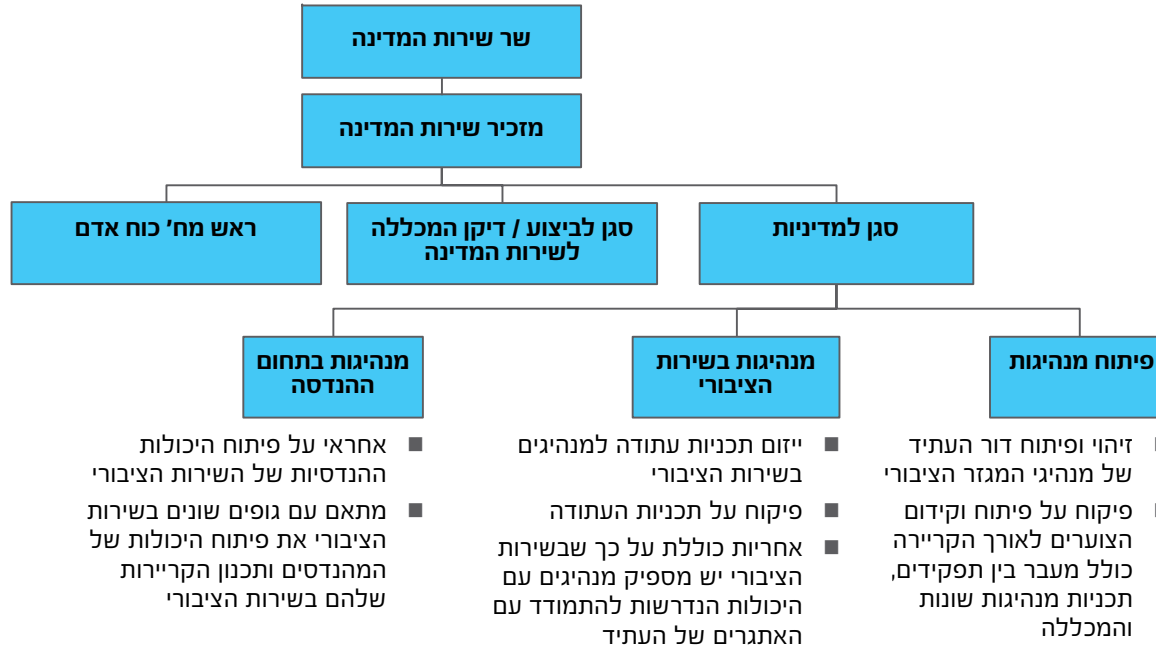 שר שירות המדינה
מזכיר שירות המדינה
סגן למדיניות
סגן לביצוע / דיקן המכללה
לשירות המדינה
ראש מח' כוח אדם
פיתוח מנהיגות
זיהוי ופיתוח דור העתיד
של מנהיגי המגזר הציבורי
פיקוח על פיתוח וקידום
הצוערים לאורך הקריירה
כולל מעבר בין תפקידים,
תכניות מנהיגות שונות
והמכללה
מנהיגות בשירות
הציבורי
■ ייזום תכניות עתודה למנהיגים
בשירות הציבורי
■ פיקוח על תכניות העתודה
■ אחריות כוללת על כך שבשירות
הציבורי יש מספיק מנהיגים עם
היכולות הנדרשות להתמודד עם
האתגרים של העתיד
מנהיגות בתחום
ההנדסה
■ אחראי על פיתוח היכולות
ההנדסיות של השירות הציבורי
■ מתאם עם גופים שונים בשירות
הציבורי את פיתוח היכולות של
המהנדסים ותכנון הקריירות
שלהם בשירות הציבורי